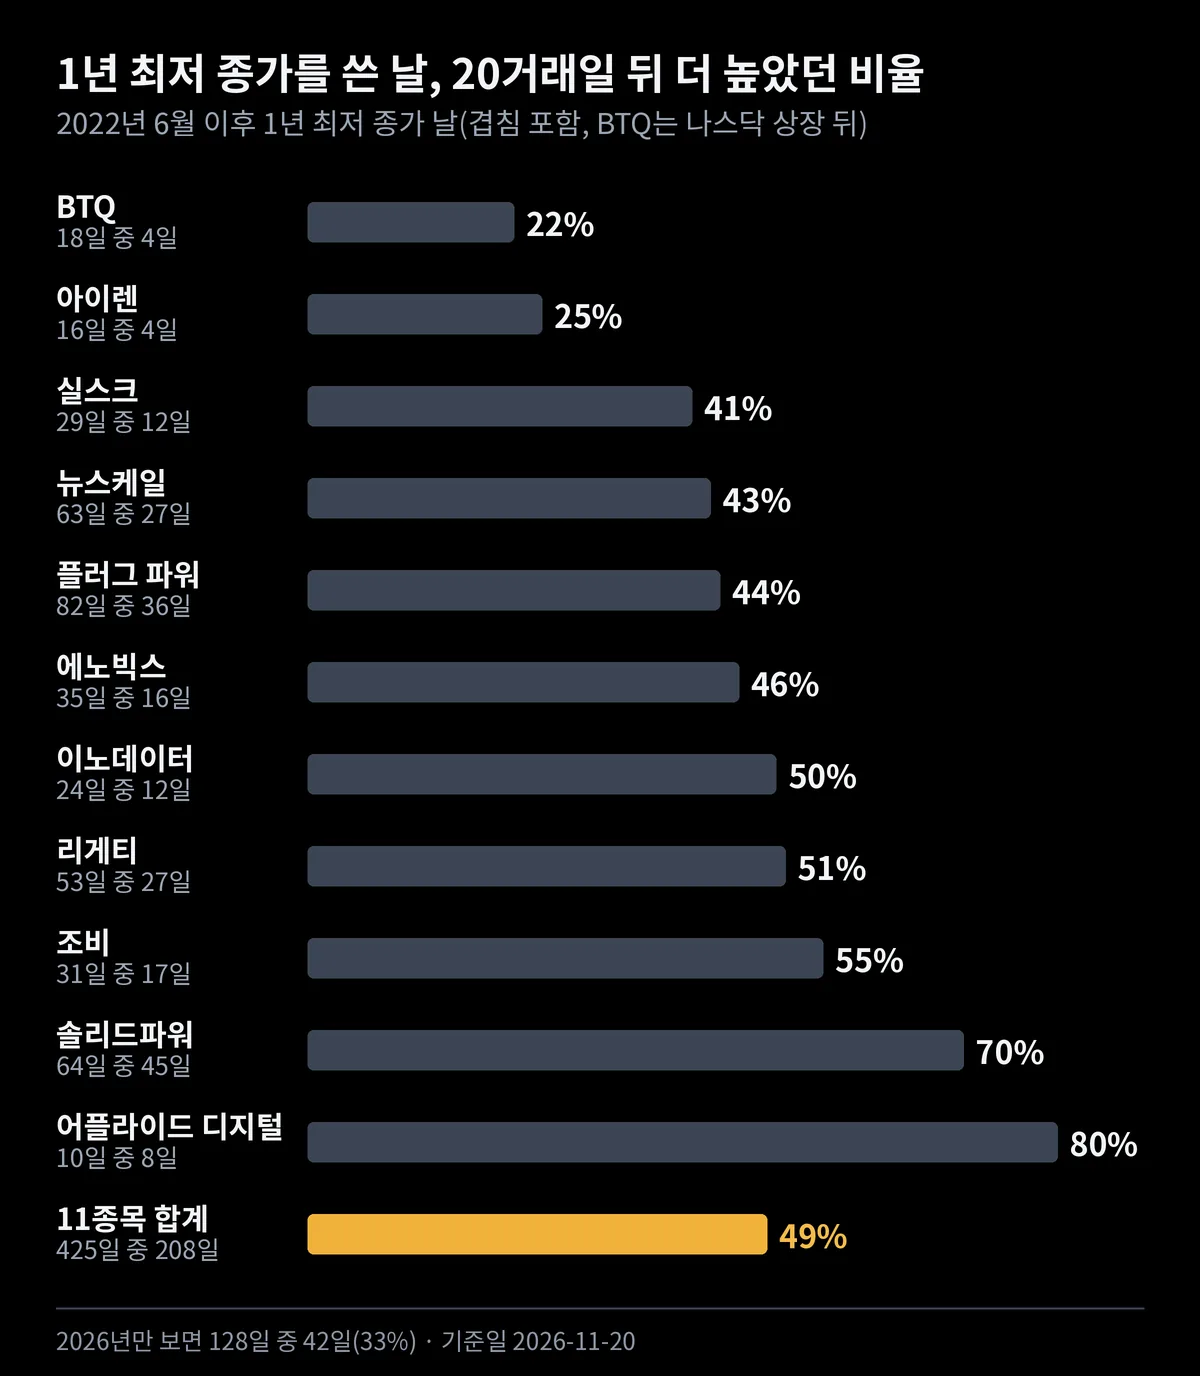 1년 최저 종가를 쓴 날, 20거래일 뒤 더 높았던 비율
2022년 6월 이후 1년 최저 종가 날(겹침 포함, BTQ는 나스닥 상장 뒤)
BTQ
18일 중 4일
22%
아이렌
16일 중 4일
25%
실스크
29일 중 12일
41%
뉴스케일
63일 중 27일
43%
플러그 파워
82일 중 36일
44%
에노빅스
35일 중 16일
46%
이노데이터
24일 중 12일
50%
리게티
53일 중 27일
51%
조비
31일 중 17일
55%
솔리드파워
64일 중 45일
70%
어플라이드 디지털
10일 중 8일
80%
11종목 합계
425일 중 208일
49%
2026년만 보면 128일 중 42일(33%) · 기준일 2026-11-20